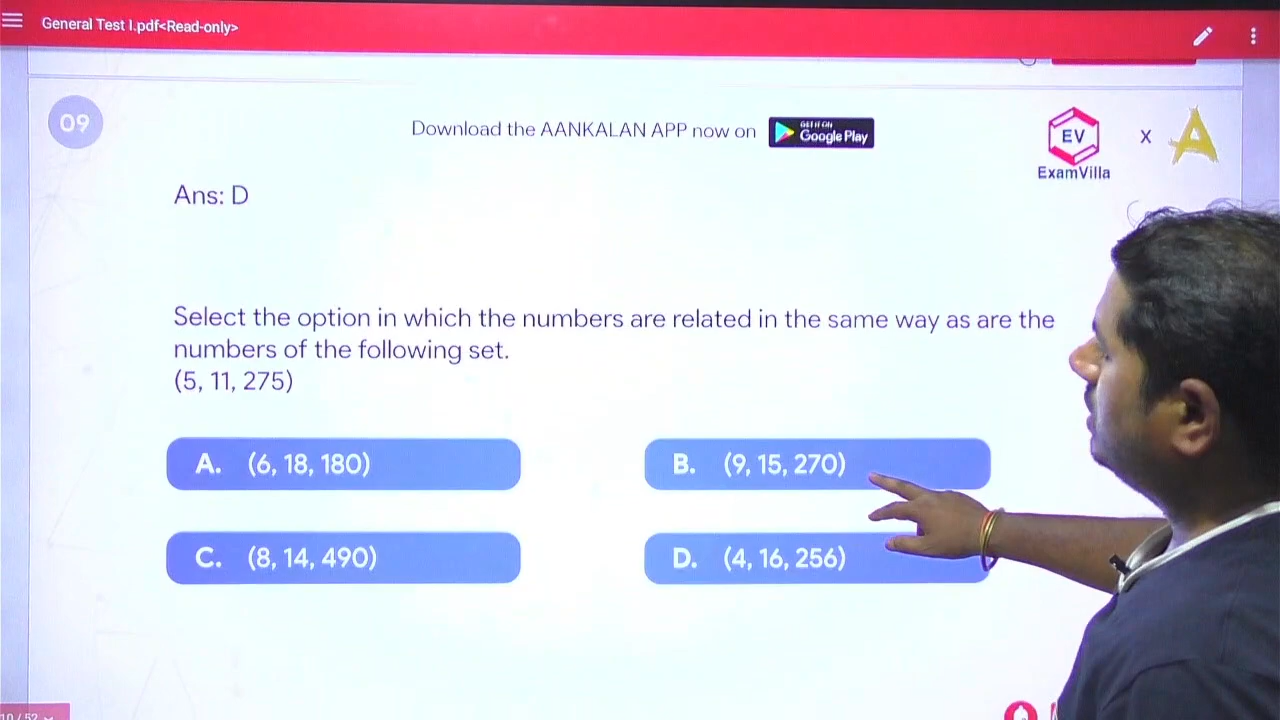 General Test I.pdf<Read-only>
09
Download the AANKALAN APP now on
GET IT ON
Google Play
EV
X
A
ExamVilla
Ans: D
Select the option in which the numbers are related in the same way as are the
numbers of the following set.
(5, 11, 275)
A. (6, 18, 180)
B. (9, 15, 270)
C. (8, 14, 490)
D. (4, 16, 256)
10 / 52